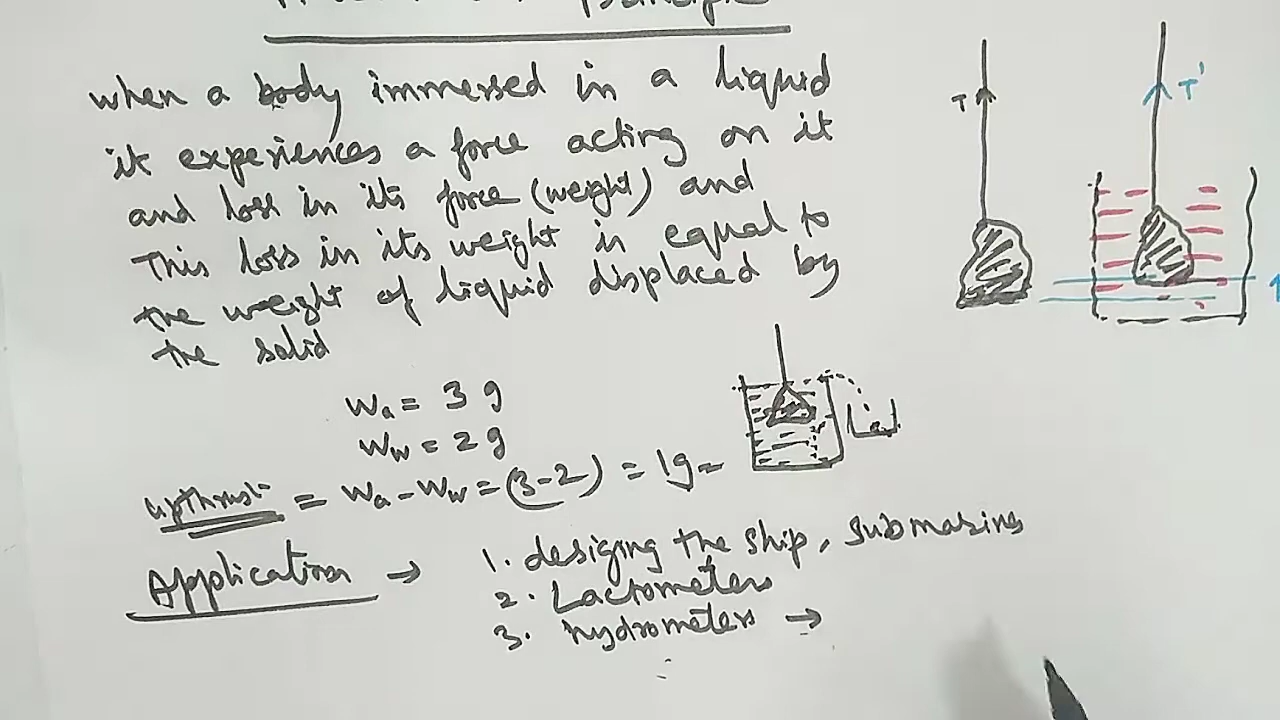 principle
when a body immersed in a liquid
it experiences a force acting on it
and loss in its force (weight) and
This loss in its weight is equal to
the weight of liquid displaced by
the solid
T
T'
Wa = 3 g
Ww = 2 g
upthrust = Wa - Ww = (3-2) = 1g
Application → 1. desiging the ship, submarins
2. Lactometers
3. hydrometers →